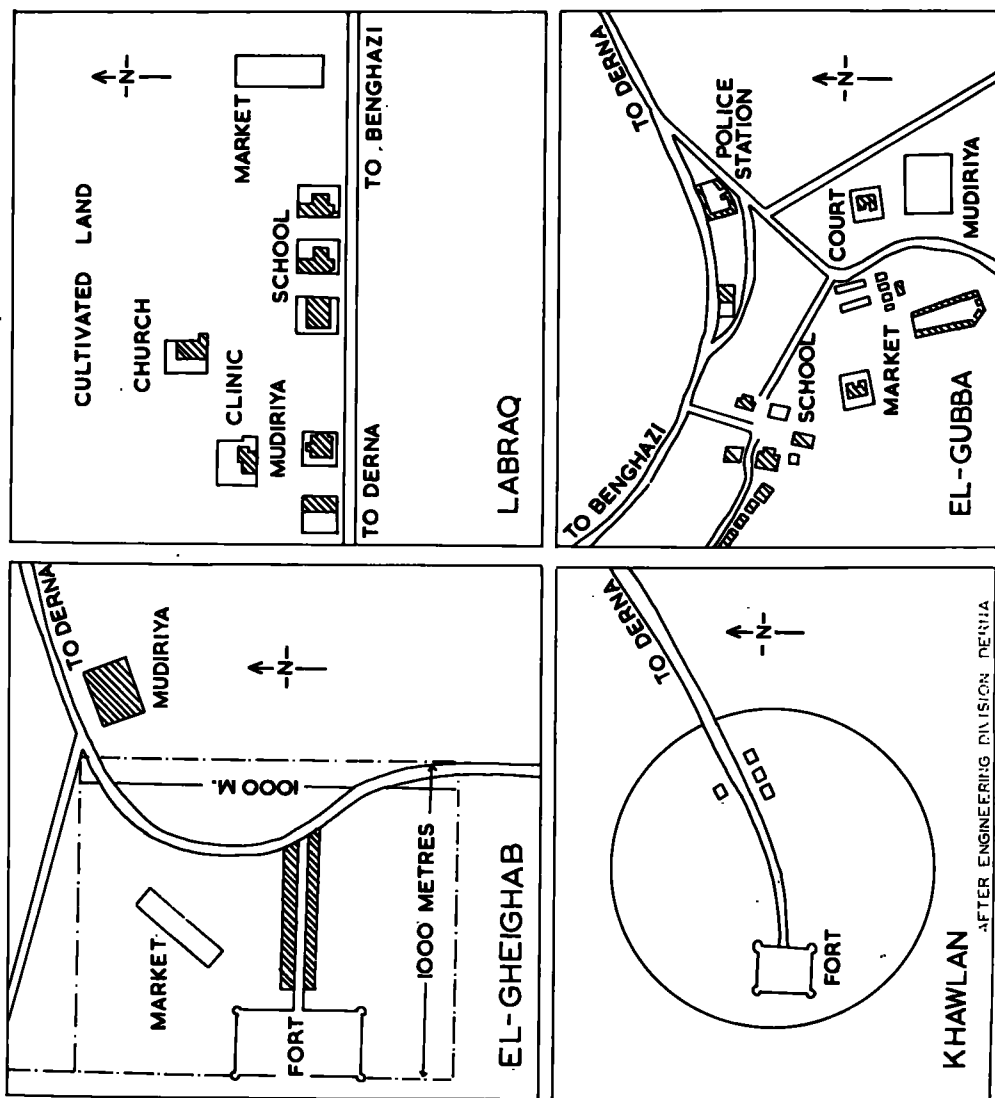 TO DERNA
MUDIRIYA
-N-
1000 M.
MARKET
FORT
1000 METRES
EL-GHEIGHAB
CULTIVATED LAND
-N-
CHURCH
MARKET
CLINIC
SCHOOL
MUDIRIYA
TO DERNA
TO BENGHAZI
LABRAQ
TO DERNA
-N-
FORT
KHAWLAN
AFTER ENGINEERING DIVISION DERNA
TO DERNA
TO BENGHAZI
POLICE
STATION
-N-
SCHOOL
COURT
MARKET
MUDIRIYA
EL-GUBBA